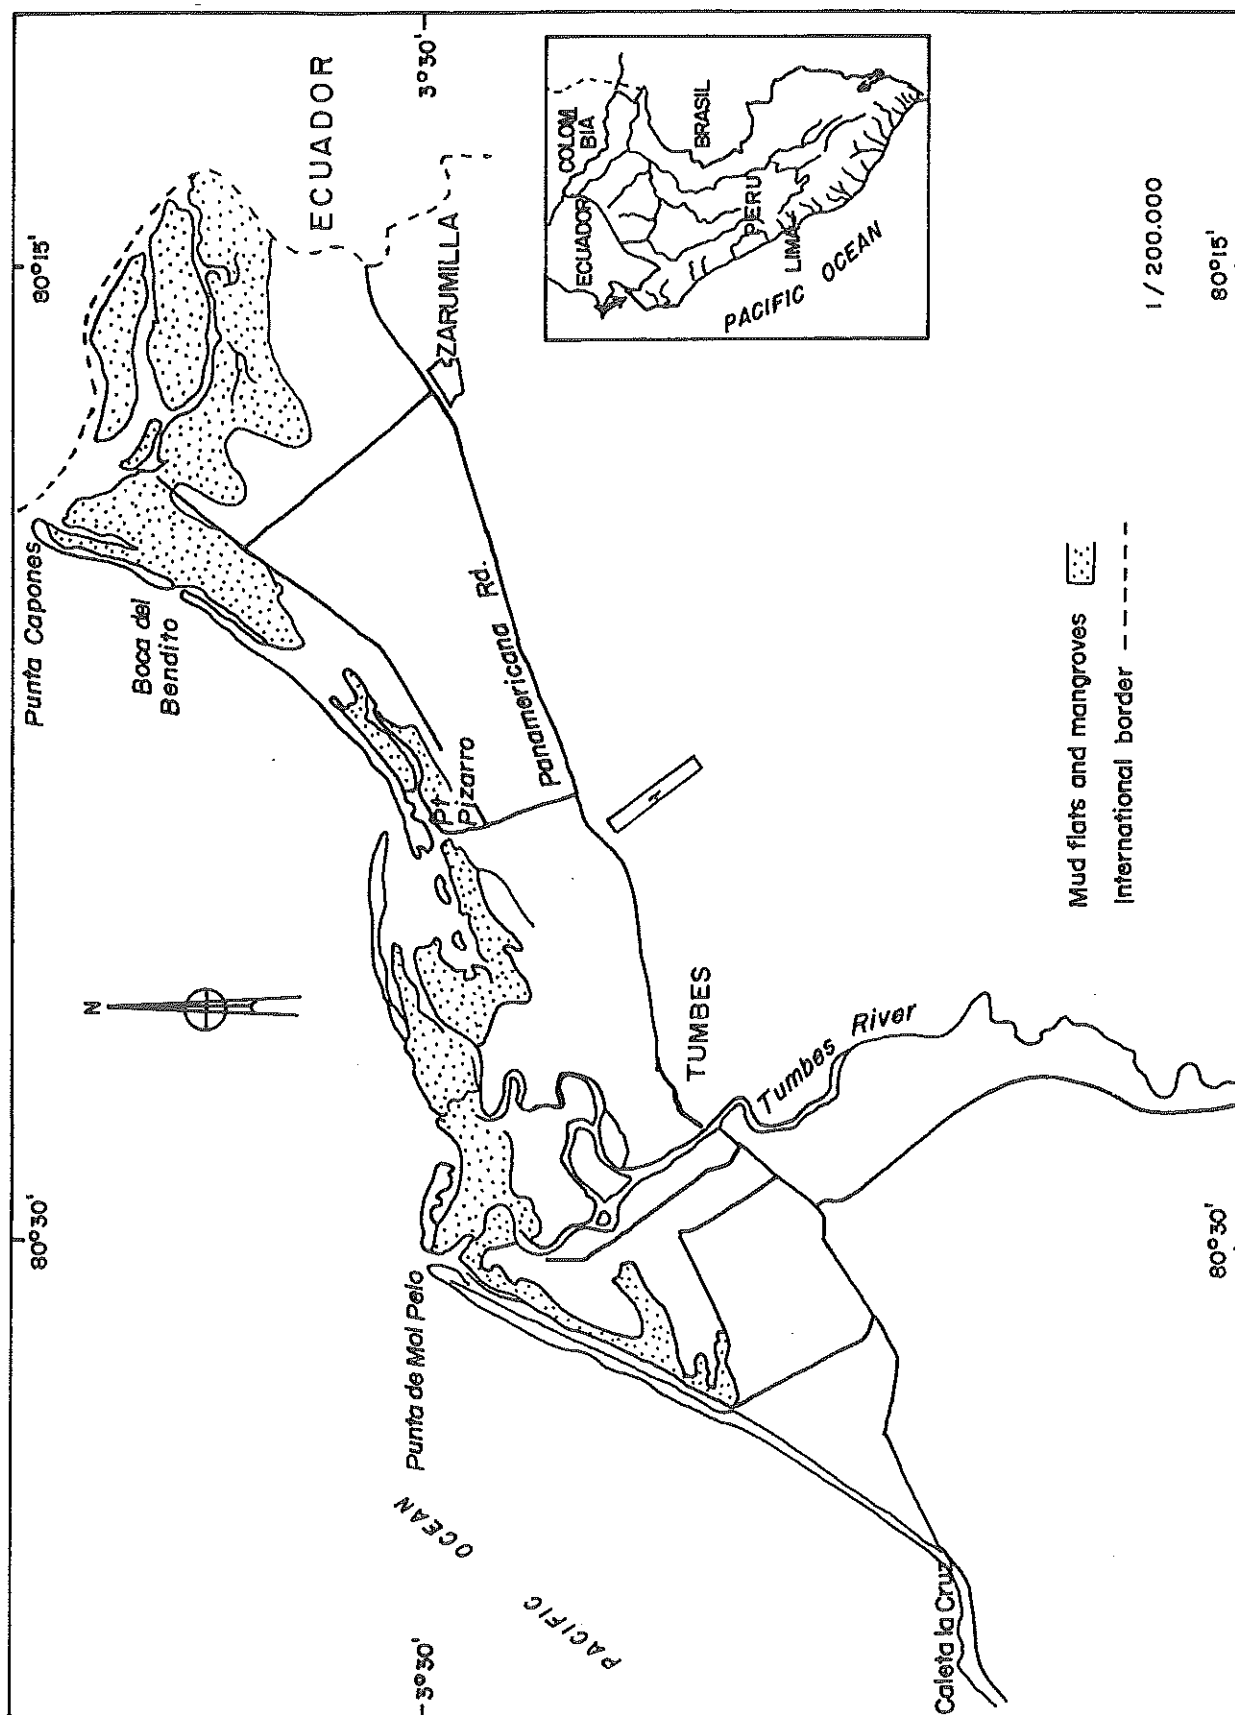 80°30'
80°15'
N
Punta Capones
Boca del
Bendito
ECUADOR
3°30'
3°30'
Punta de Mal Pelo
Pt
Pizarro
ZARUMILLA
Panamericana Rd.
PACIFIC OCEAN
TUMBES
Tumbes River
Caleta la Cruz
ECUADOR
COLOM
BIA
BRASIL
PERU
LIMA
PACIFIC OCEAN
Mud flats and mangroves
International border
1/200.000
80°30'
80°15'